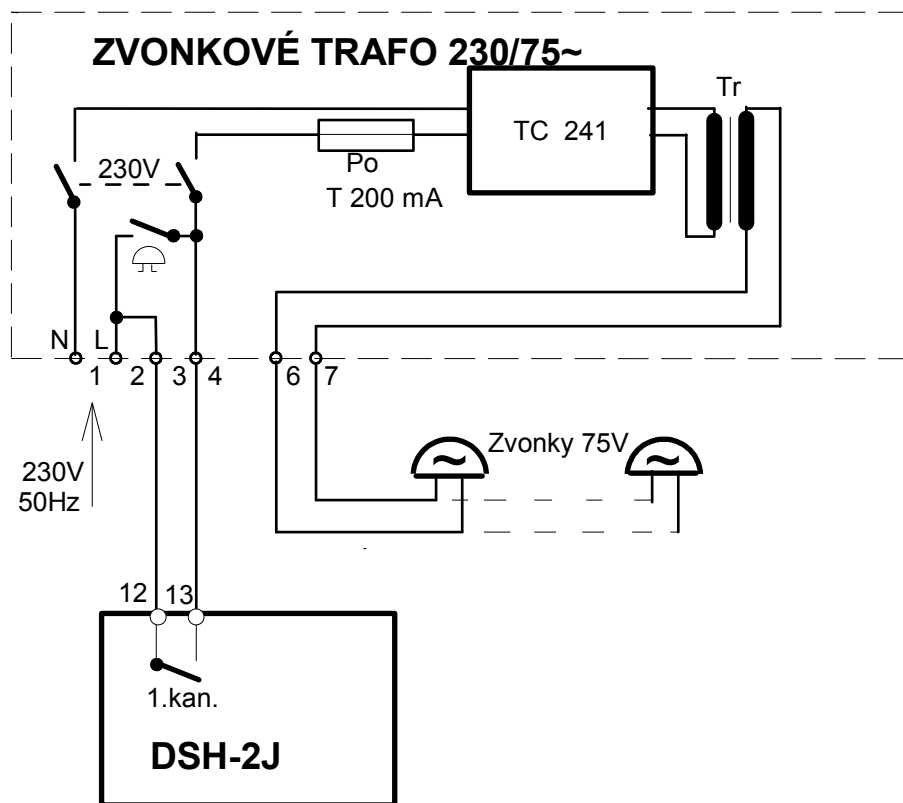 ZVONKOVÉ TRAFO 230/75~
Tr
TC 241
230V
Po
T 200 mA
N L
1 2 3 4 6 7
Zvonky 75V
~ ~
230V
50Hz
12 13
1.kan.
DSH-2J